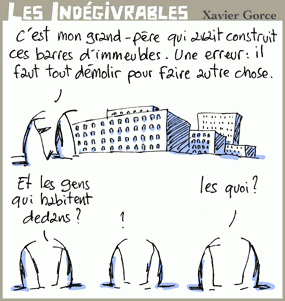 LES INDÉGIVRABLES Xavier Gorce
C'est mon grand-père qui avait construit
ces barres d'immeubles. Une erreur: il
faut tout démolir pour faire autre chose.
Et les gens
qui habitent
dedans?
?
les quoi?